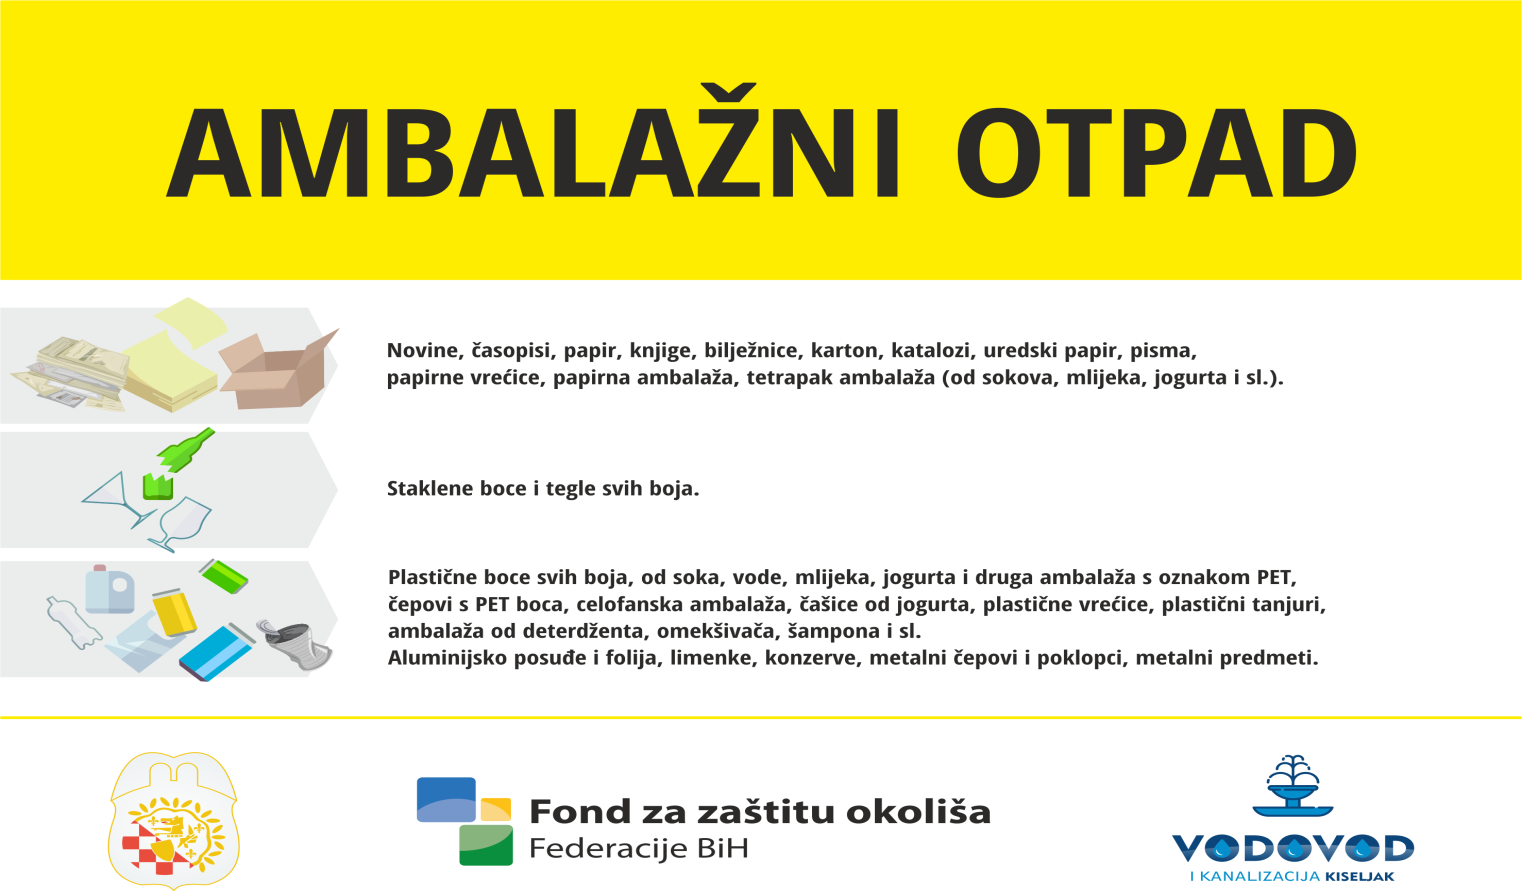 AMBALAŽNI OTPAD
Novine, časopisi, papir, knjige, bilježnice, karton, katalozi, uredski papir, pisma,
papirne vrećice, papirna ambalaža, tetrapak ambalaža (od sokova, mlijeka, jogurta i sl.).
Staklene boce i tegle svih boja.
Plastične boce svih boja, od soka, vode, mlijeka, jogurta i druga ambalaža s oznakom PET,
čepovi s PET boca, celofanska ambalaža, čašice od jogurta, plastične vrećice, plastični tanjuri,
ambalaža od deterdženta, omekšivača, šampona i sl.
Aluminijsko posuđe i folija, limenke, konzerve, metalni čepovi i poklopci, metalni predmeti.
Fond za zaštitu okoliša
Federacije BiH
VODOVOD
I KANALIZACIJA KISELJAK